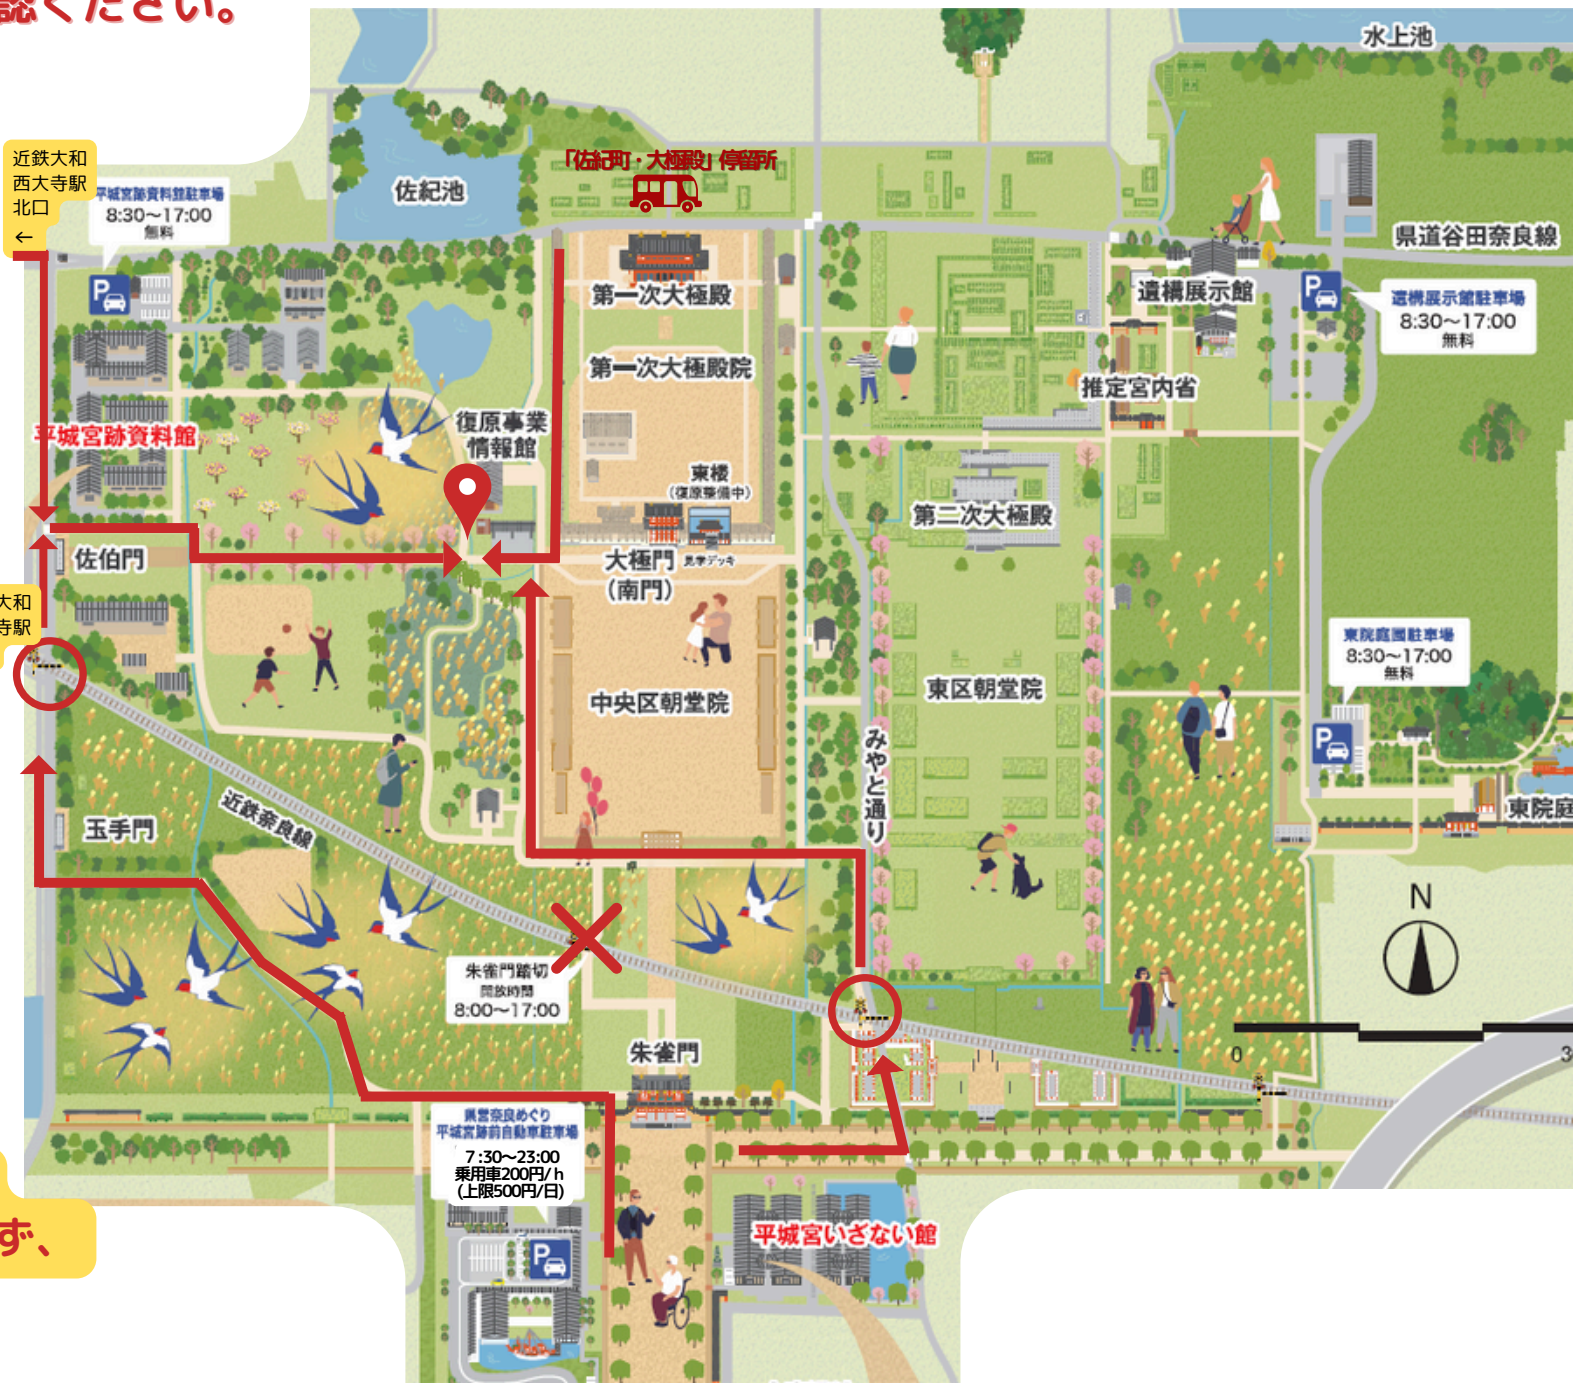 認ください。
水上池
近鉄大和
西大寺駅
北口
←
平城宮跡資料館駐車場
8:30〜17:00
無料
佐紀池
「佐紀町・大極殿」停留所
県道谷田奈良線
P
第一次大極殿
遺構展示館
P
遺構展示館駐車場
8:30〜17:00
無料
第一次大極殿院
推定宮内省
平城宮跡資料館
復原事業
情報館
東楼
(復原整備中)
第二次大極殿
佐伯門
大極門
(南門)
見学デッキ
大和
寺駅
東院庭園駐車場
8:30〜17:00
無料
中央区朝堂院
東区朝堂院
みやと通り
P
近鉄奈良線
玉手門
東院庭
N
朱雀門踏切
開放時間
8:00〜17:00
朱雀門
0
3
県営奈良めぐり
平城宮跡前自動車駐車場
7:30〜23:00
乗用車200円/h
(上限500円/日)
ず、
平城宮いざない館
P